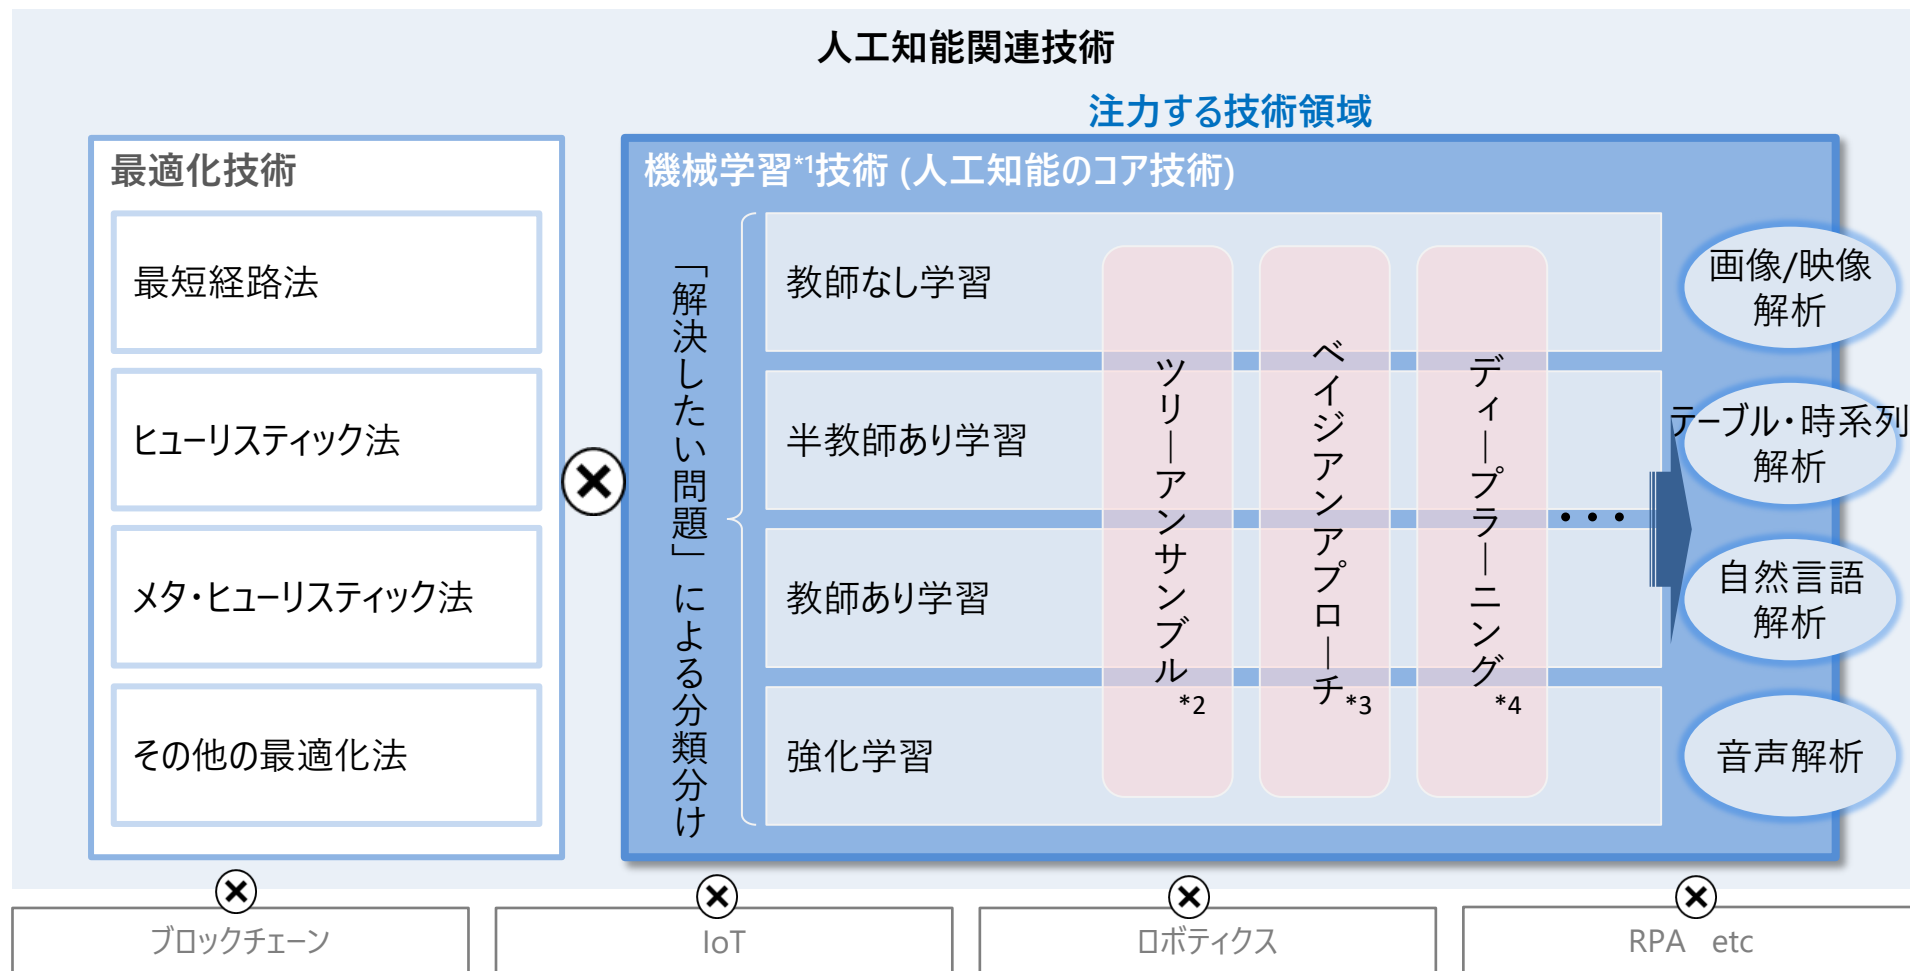 人工知能関連技術
注力する技術領域
最適化技術
最短経路法
ヒューリスティック法
メタ・ヒューリスティック法
その他の最適化法
機械学習*1技術 (人工知能のコア技術)
「解決したい問題」による分類分け
教師なし学習
半教師あり学習
教師あり学習
強化学習
ツリーアンサンブル*2
ベイジアンアプローチ*3
ディープラーニング*4
・・・
画像/映像
解析
テーブル・時系列
解析
自然言語
解析
音声解析
ブロックチェーン
IoT
ロボティクス
RPA etc